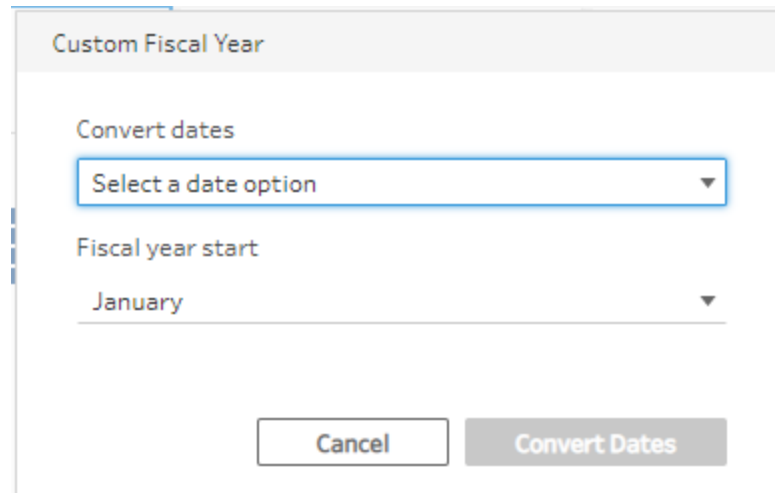 Custom Fiscal Year
Convert dates
Select a date option
Fiscal year start
January
Cancel
Convert Dates